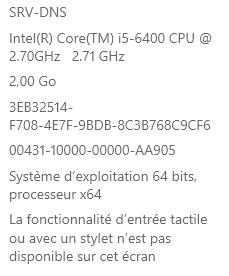 SRV-DNS
Intel(R) Core(TM) i5-6400 CPU @
2.70GHz   2.71 GHz
2,00 Go
3EB32514-
F708-4E7F-9BDB-8C3B768C9CF6
00431-10000-00000-AA905
Système d'exploitation 64 bits,
processeur x64
La fonctionnalité d'entrée tactile
ou avec un stylet n'est pas
disponible sur cet écran